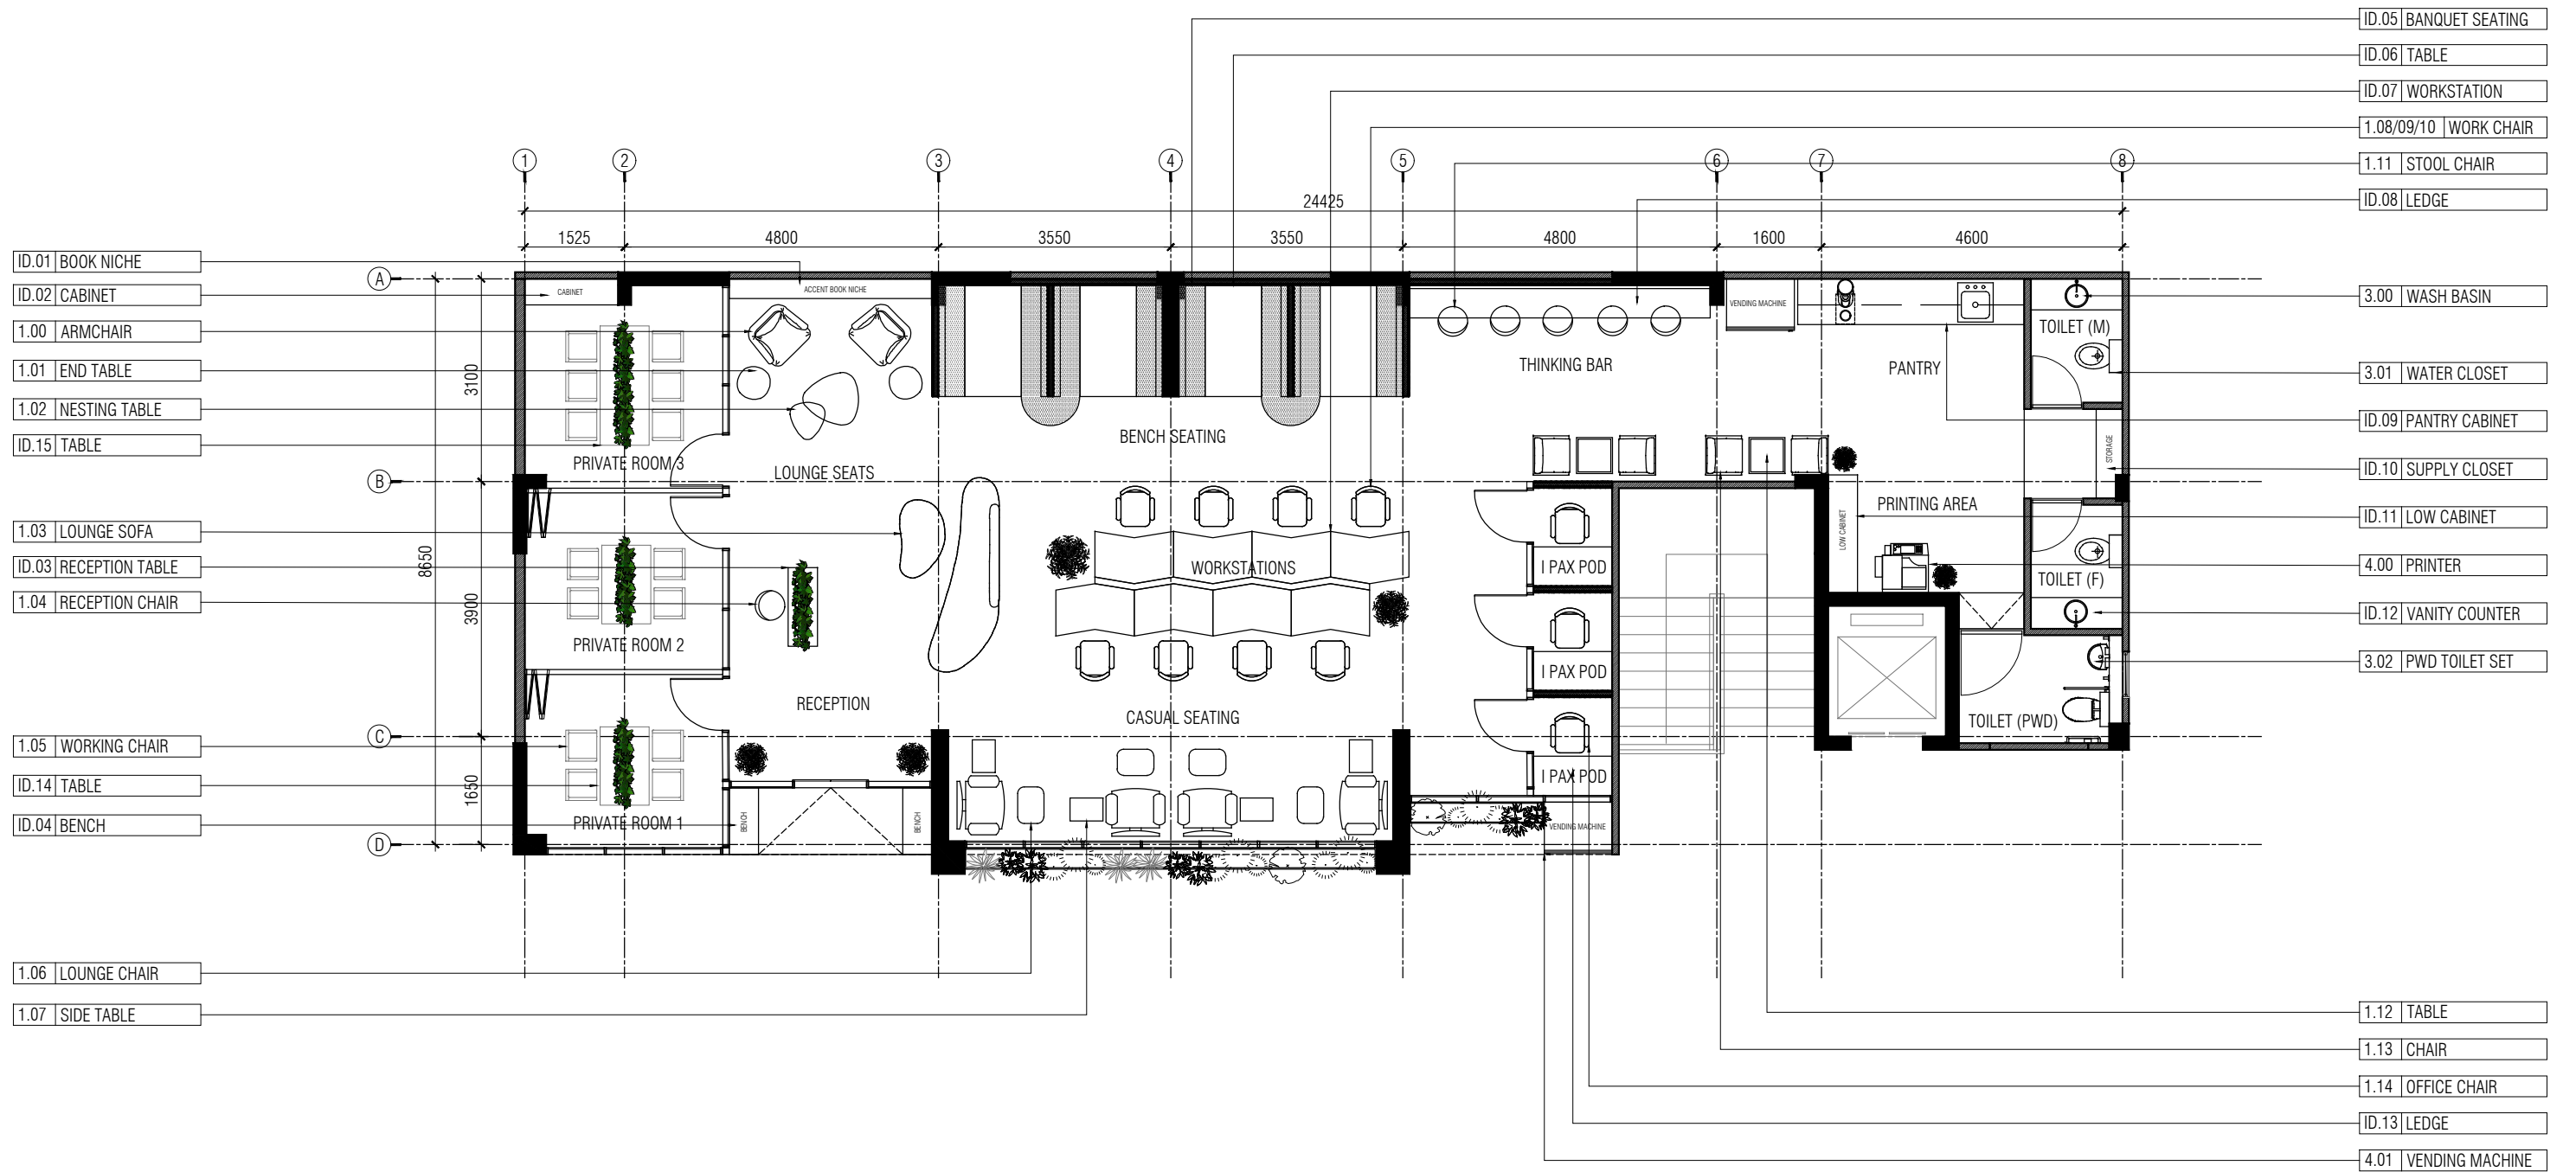 ID.05 BANQUET SEATING
ID.06 TABLE
ID.07 WORKSTATION
1.08/09/10 WORK CHAIR
1.11 STOOL CHAIR
ID.08 LEDGE
1 2 3 4 5 6 7 8
24425
1525 4800 3550 3550 4800 1600 4600
ID.01 BOOK NICHE
ID.02 CABINET
1.00 ARMCHAIR
1.01 END TABLE
1.02 NESTING TABLE
ID.15 TABLE
1.03 LOUNGE SOFA
ID.03 RECEPTION TABLE
1.04 RECEPTION CHAIR
1.05 WORKING CHAIR
ID.14 TABLE
ID.04 BENCH
1.06 LOUNGE CHAIR
1.07 SIDE TABLE
A
B
C
D
8650
3100
3900
1650
CABINET
ACCENT BOOK NICHE
PRIVATE ROOM 3
LOUNGE SEATS
PRIVATE ROOM 2
RECEPTION
PRIVATE ROOM 1
BENCH
BENCH
BENCH SEATING
WORKSTATIONS
CASUAL SEATING
THINKING BAR
VENDING MACHINE
PANTRY
TOILET (M)
STORAGE
PRINTING AREA
LOW CABINET
I PAX POD
I PAX POD
I PAX POD
VENDING MACHINE
TOILET (F)
TOILET (PWD)
3.00 WASH BASIN
3.01 WATER CLOSET
ID.09 PANTRY CABINET
ID.10 SUPPLY CLOSET
ID.11 LOW CABINET
4.00 PRINTER
ID.12 VANITY COUNTER
3.02 PWD TOILET SET
1.12 TABLE
1.13 CHAIR
1.14 OFFICE CHAIR
ID.13 LEDGE
4.01 VENDING MACHINE